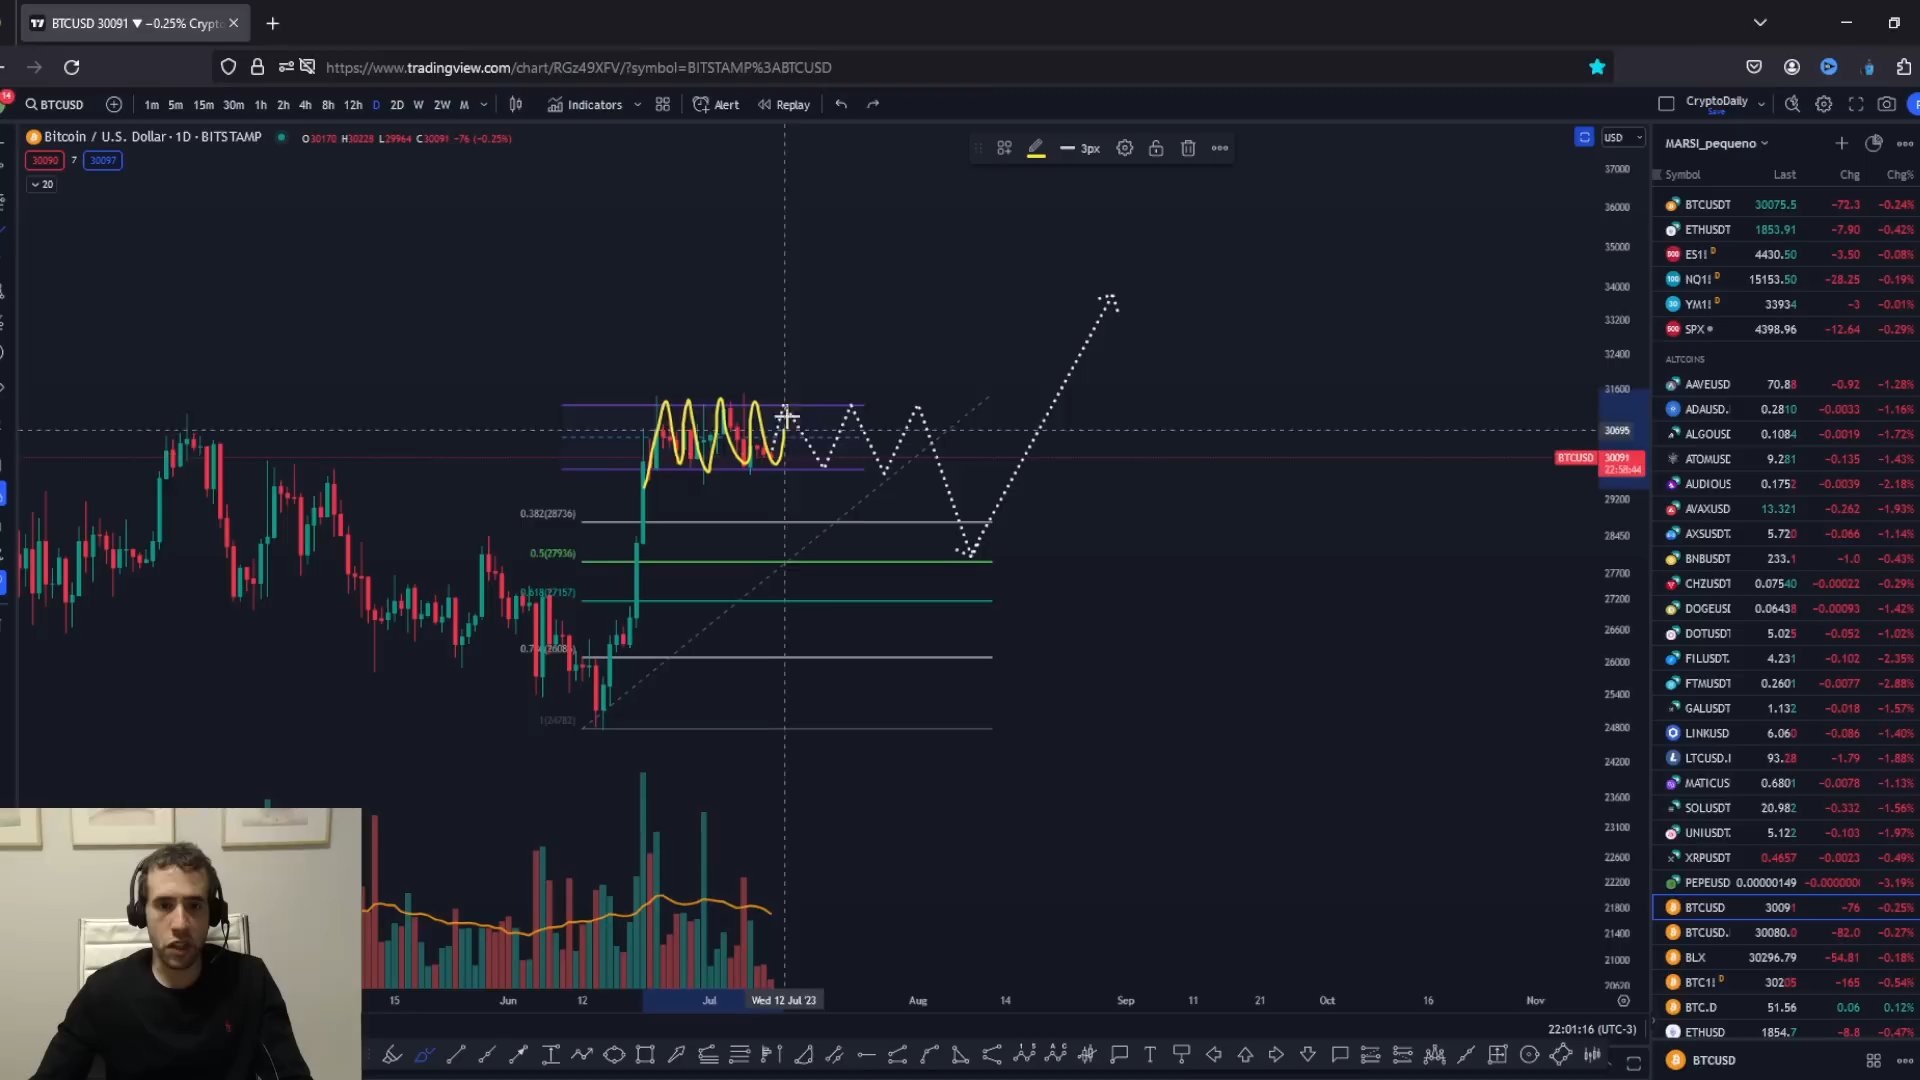 BTCUSD 30091 ▼ −0.25% Crypto
https://www.tradingview.com/chart/RGz49XFV/?symbol=BITSTAMP%3ABTCUSD
14
BTCUSD 1m 5m 15m 30m 1h 2h 4h 8h 12h D 2D W 2W M Indicators Alert Replay CryptoDaily
Save
Bitcoin / U.S. Dollar · 1D · BITSTAMP O30170 H30228 L29964 C30091 −76 (−0.25%)
30090 7 30097
20
3px
USD
37000
36000
35000
34000
33200
32400
31600
30695
BTCUSD 30091
22:58:44
29200
28450
27700
27200
26600
26000
25400
24800
24200
23600
23100
22600
22200
21800
21400
21000
20620
0.382(28736)
0.5(27936)
0.618(27157)
1(24782)
15 Jun 12 Jul Wed 12 Jul '23 Aug 14 Sep 11 21 Oct 16 Nov
22:01:16 (UTC-3)
MARSI_pequeno
Symbol Last Chg Chg%
BTCUSDT 30075.5 −72.3 −0.24%
ETHUSDT 1853.91 −7.90 −0.42%
ES1! D 4430.50 −3.50 −0.08%
NQ1! D 15153.50 −28.25 −0.19%
YM1! D 33934 −3 −0.01%
SPX 4398.96 −12.64 −0.29%
ALTCOINS
AAVEUSD 70.88 −0.92 −1.28%
ADAUSD. 0.2810 −0.0033 −1.16%
ALGOUSD 0.1084 −0.0019 −1.72%
ATOMUSD 9.281 −0.135 −1.43%
AUDIOUS 0.1752 −0.0039 −2.18%
AVAXUSD 13.321 −0.262 −1.93%
AXSUSDT. 5.720 −0.066 −1.14%
BNBUSDT 233.1 −1.0 −0.43%
CHZUSDT 0.07540 −0.00022 −0.29%
DOGEUSD 0.06438 −0.00093 −1.42%
DOTUSDT 5.025 −0.052 −1.02%
FILUSDT. 4.231 −0.102 −2.35%
FTMUSDT 0.2601 −0.0077 −2.88%
GALUSDT 1.132 −0.018 −1.57%
LINKUSD 6.060 −0.086 −1.40%
LTCUSD.I 93.28 −1.79 −1.88%
MATICUS 0.6801 −0.0078 −1.13%
SOLUSDT 20.982 −0.332 −1.56%
UNIUSDT. 5.122 −0.103 −1.97%
XRPUSDT 0.4657 −0.0023 −0.49%
PEPEUSD 0.00000149 −0.0000000 −3.19%
BTCUSD 30091 −76 −0.25%
BTCUSD. 30080.0 −82.0 −0.27%
BLX 30296.79 −54.81 −0.18%
BTC1! D 30205 −165 −0.54%
BTC.D 51.56 0.06 0.12%
ETHUSD 1854.7 −8.8 −0.47%
BTCUSD